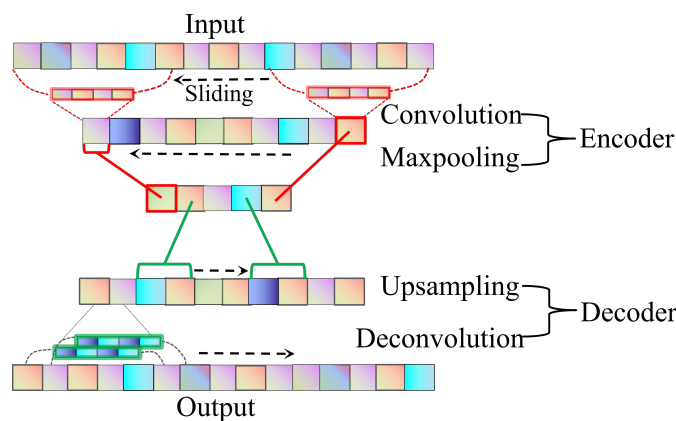 Input
Sliding
Convolution
Maxpooling
Encoder
Upsampling
Deconvolution
Decoder
Output